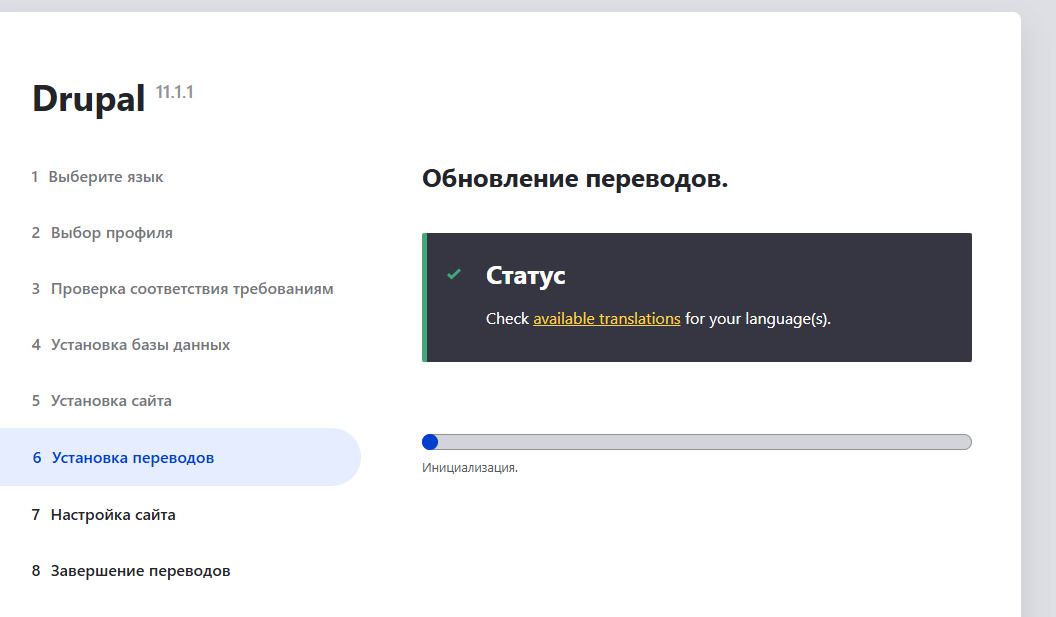 Drupal 11.1.1
1 Выберите язык
2 Выбор профиля
3 Проверка соответствия требованиям
4 Установка базы данных
5 Установка сайта
6 Установка переводов
7 Настройка сайта
8 Завершение переводов
Обновление переводов.
Статус
Check available translations for your language(s).
Инициализация.